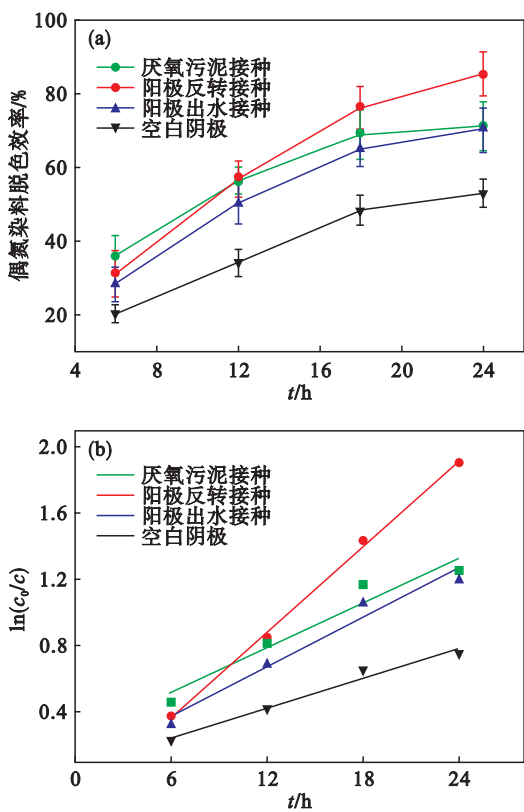 (a)
100
80
60
40
20
偶氮染料脱色效率/%
厌氧污泥接种
阳极反转接种
阳极出水接种
空白阴极
4 8 12 16 20 24
t/h
(b)
2.0
1.6
1.2
0.8
0.4
ln(c₀/c)
厌氧污泥接种
阳极反转接种
阳极出水接种
空白阴极
0 6 12 18 24
t/h